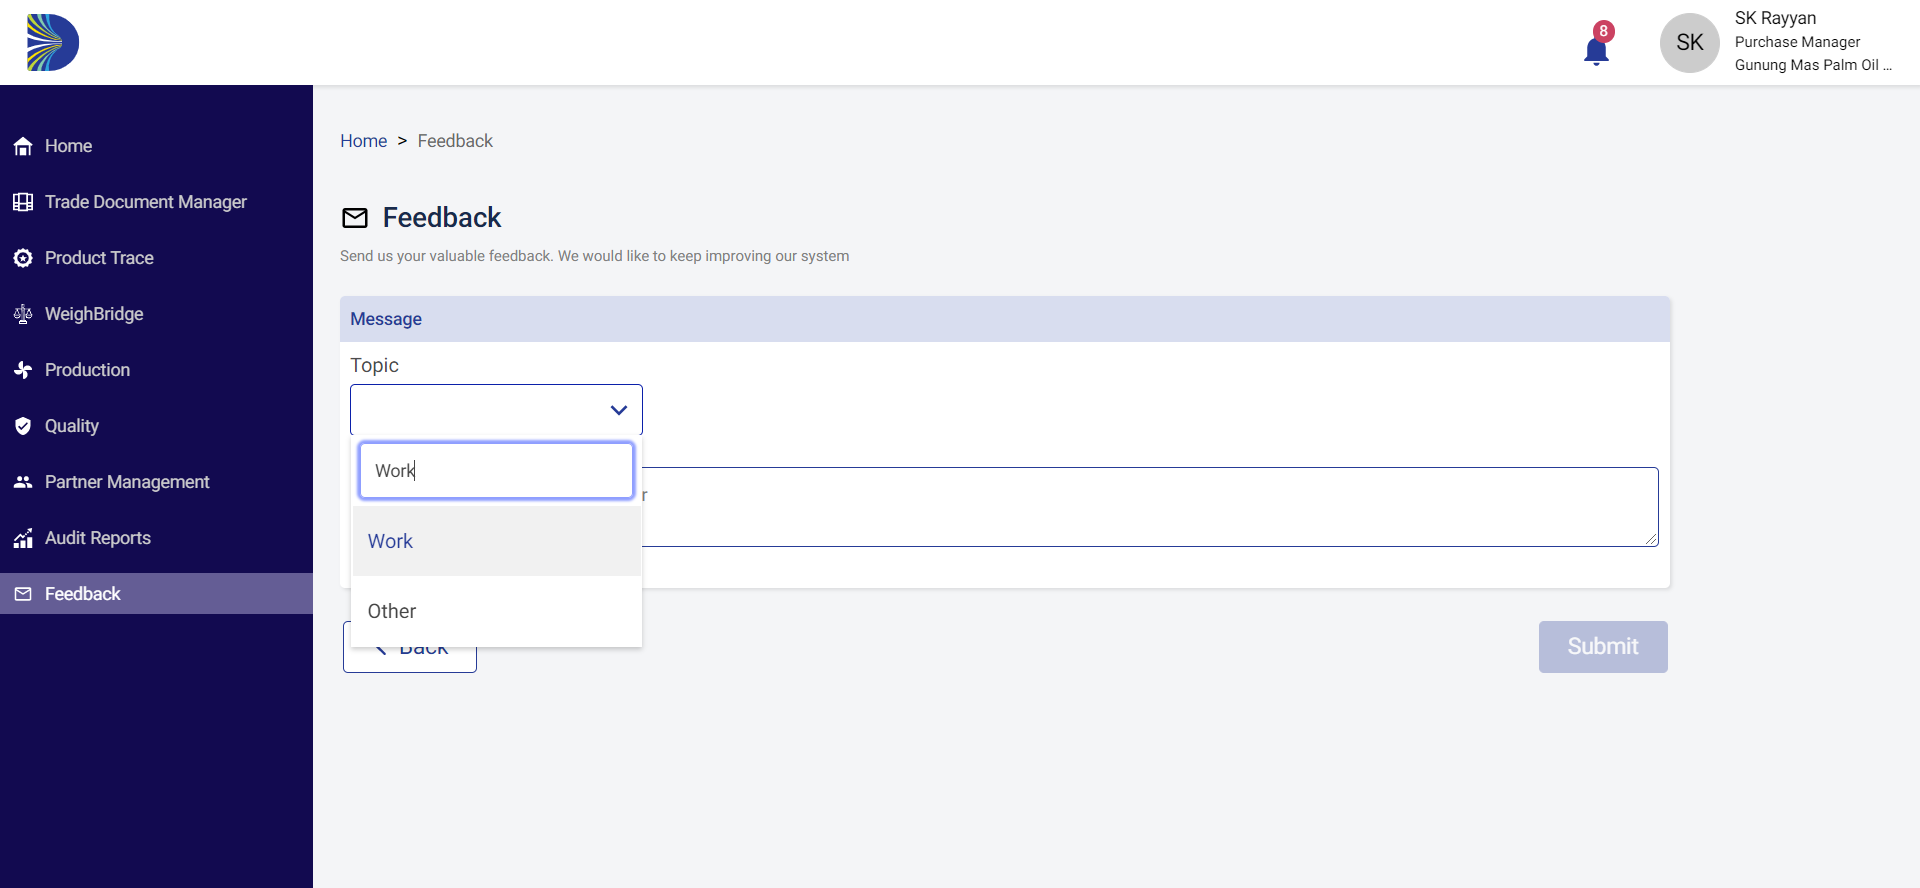 8
SK
SK Rayyan
Purchase Manager
Gunung Mas Palm Oil ...
Home
Trade Document Manager
Product Trace
WeighBridge
Production
Quality
Partner Management
Audit Reports
Feedback
Home > Feedback
Feedback
Send us your valuable feedback. We would like to keep improving our system
Message
Topic
Work
r
Work
Other
Back
Submit